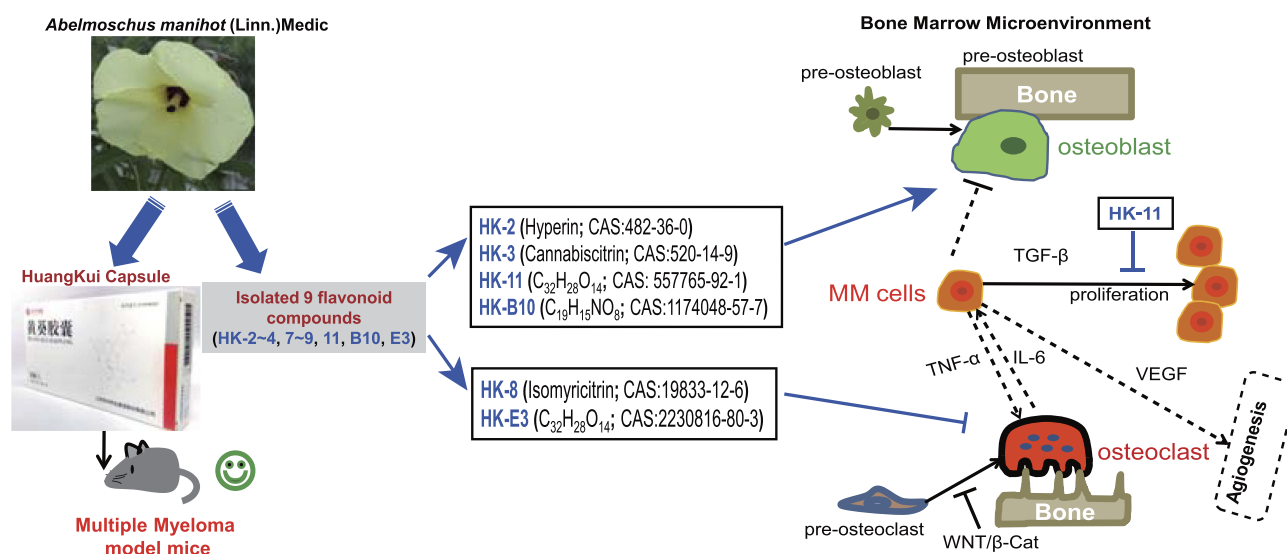 Abelmoschus manihot (Linn.)Medic
HuangKui Capsule
黄葵胶囊
Isolated 9 flavonoid
compounds
(HK-2~4, 7~9, 11, B10, E3)
Multiple Myeloma
model mice
HK-2 (Hyperin; CAS:482-36-0)
HK-3 (Cannabiscitrin; CAS:520-14-9)
HK-11 (C₃₂H₂₈O₁₄; CAS: 557765-92-1)
HK-B10 (C₁₉H₁₅NO₈; CAS:1174048-57-7)
HK-8 (Isomyricitrin; CAS:19833-12-6)
HK-E3 (C₃₂H₂₈O₁₄; CAS:2230816-80-3)
Bone Marrow Microenvironment
pre-osteoblast
pre-osteoblast
Bone
osteoblast
HK-11
TGF-β
MM cells
proliferation
TNF-α
IL-6
VEGF
Agiogenesis
osteoclast
pre-osteoclast
Bone
WNT/β-Cat